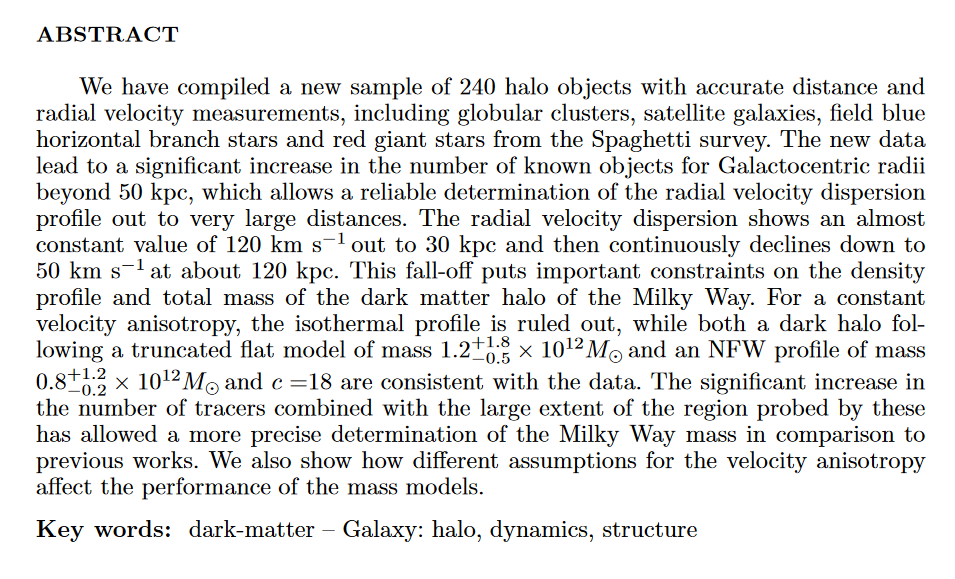 ABSTRACT
We have compiled a new sample of 240 halo objects with accurate distance and
radial velocity measurements, including globular clusters, satellite galaxies, field blue
horizontal branch stars and red giant stars from the Spaghetti survey. The new data
lead to a significant increase in the number of known objects for Galactocentric radii
beyond 50 kpc, which allows a reliable determination of the radial velocity dispersion
profile out to very large distances. The radial velocity dispersion shows an almost
constant value of 120 km s⁻¹ out to 30 kpc and then continuously declines down to
50 km s⁻¹ at about 120 kpc. This fall-off puts important constraints on the density
profile and total mass of the dark matter halo of the Milky Way. For a constant
velocity anisotropy, the isothermal profile is ruled out, while both a dark halo fol-
lowing a truncated flat model of mass 1.2^{+1.8}_{-0.5} × 10¹²M⊙ and an NFW profile of mass
0.8^{+1.2}_{-0.2} × 10¹²M⊙ and c =18 are consistent with the data. The significant increase in
the number of tracers combined with the large extent of the region probed by these
has allowed a more precise determination of the Milky Way mass in comparison to
previous works. We also show how different assumptions for the velocity anisotropy
affect the performance of the mass models.
Key words: dark-matter – Galaxy: halo, dynamics, structure